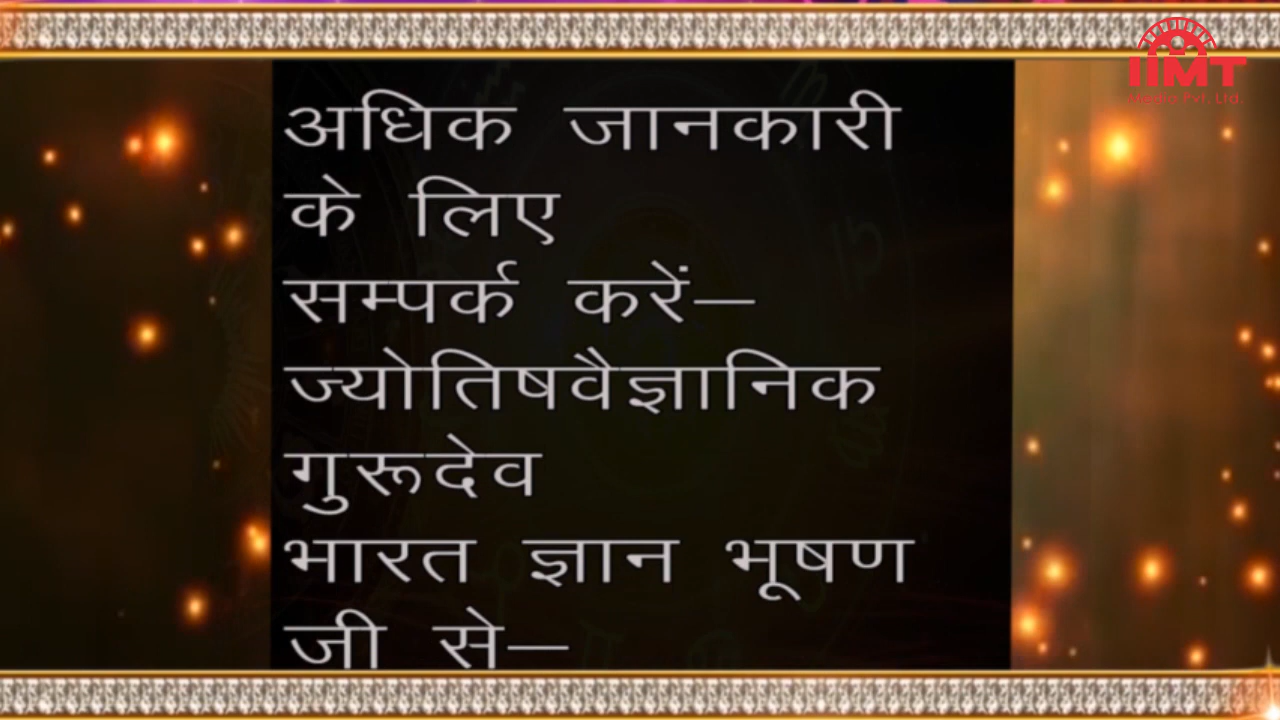 IIMT
Media Pvt. Ltd.
अधिक जानकारी
के लिए
सम्पर्क करें–
ज्योतिषवैज्ञानिक
गुरूदेव
भारत ज्ञान भूषण
जी से–